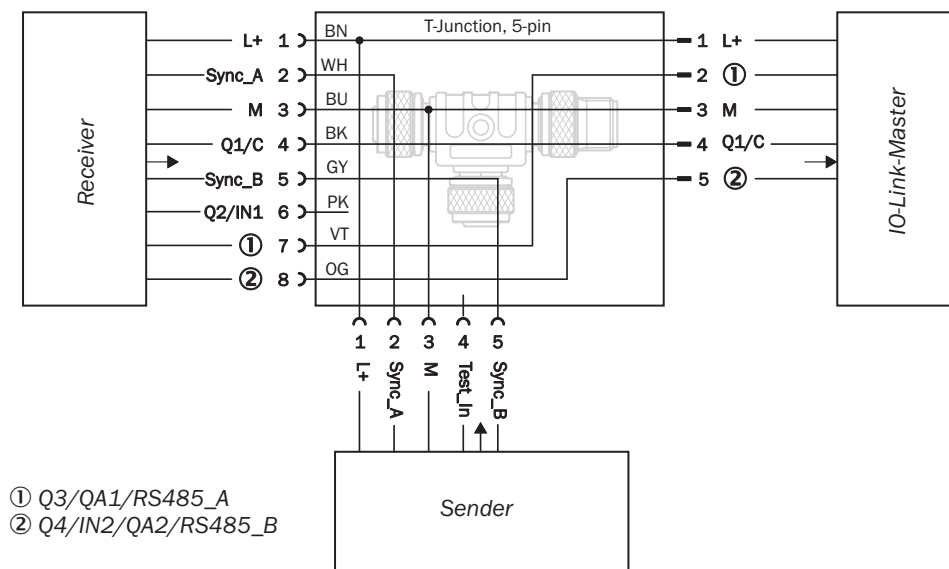 T-Junction, 5-pin
Receiver
L+ 1 BN
Sync_A 2 WH
M 3 BU
Q1/C 4 BK
Sync_B 5 GY
Q2/IN1 6 PK
① 7 VT
② 8 OG
1 L+
2 ①
3 M
4 Q1/C
5 ②
IO-Link-Master
1 2 3 4 5
L+
Sync_A
M
Test_In
Sync_B
Sender
① Q3/QA1/RS485_A
② Q4/IN2/QA2/RS485_B